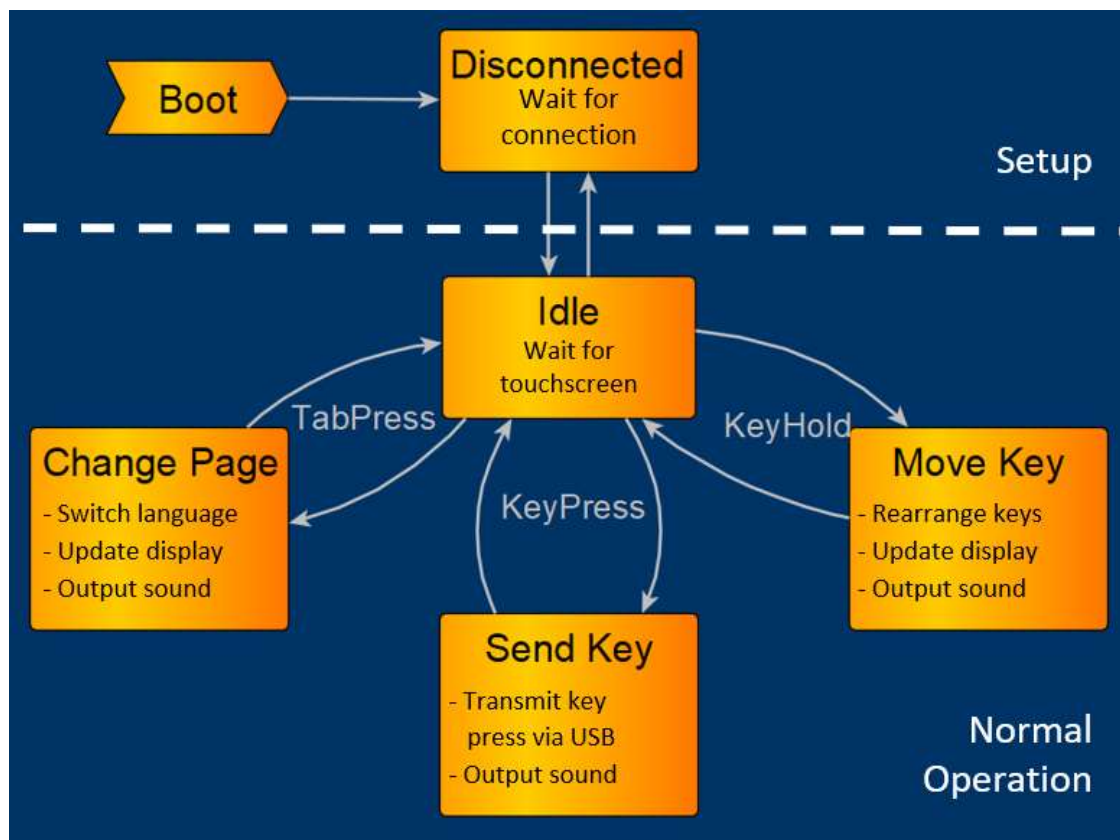 Boot
Disconnected
Wait for
connection
Setup
Idle
Wait for
touchscreen
TabPress
KeyPress
KeyHold
Change Page
- Switch language
- Update display
- Output sound
Move Key
- Rearrange keys
- Update display
- Output sound
Send Key
- Transmit key
press via USB
- Output sound
Normal
Operation